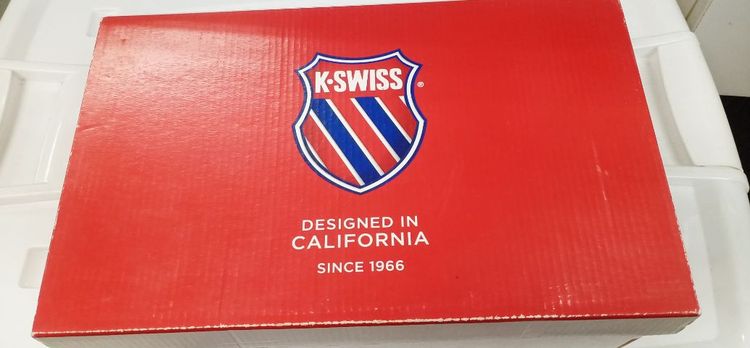 K·SWISS ®
DESIGNED IN
CALIFORNIA
SINCE 1966